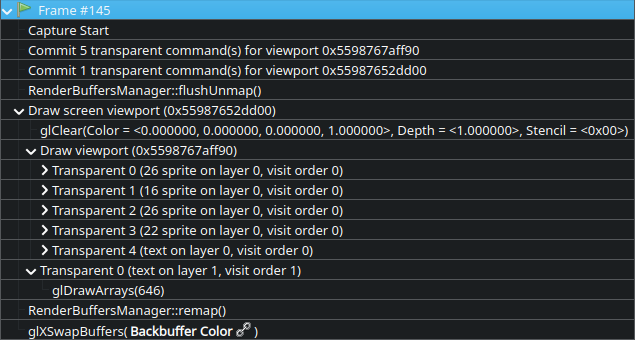 Frame #145
Capture Start
Commit 5 transparent command(s) for viewport 0x5598767aff90
Commit 1 transparent command(s) for viewport 0x55987652dd00
RenderBuffersManager::flushUnmap()
Draw screen viewport (0x55987652dd00)
glClear(Color = <0.000000, 0.000000, 0.000000, 1.000000>, Depth = <1.000000>, Stencil = <0x00>)
Draw viewport (0x5598767aff90)
Transparent 0 (26 sprite on layer 0, visit order 0)
Transparent 1 (16 sprite on layer 0, visit order 0)
Transparent 2 (26 sprite on layer 0, visit order 0)
Transparent 3 (22 sprite on layer 0, visit order 0)
Transparent 4 (text on layer 0, visit order 0)
Transparent 0 (text on layer 1, visit order 1)
glDrawArrays(646)
RenderBuffersManager::remap()
glXSwapBuffers( Backbuffer Color )